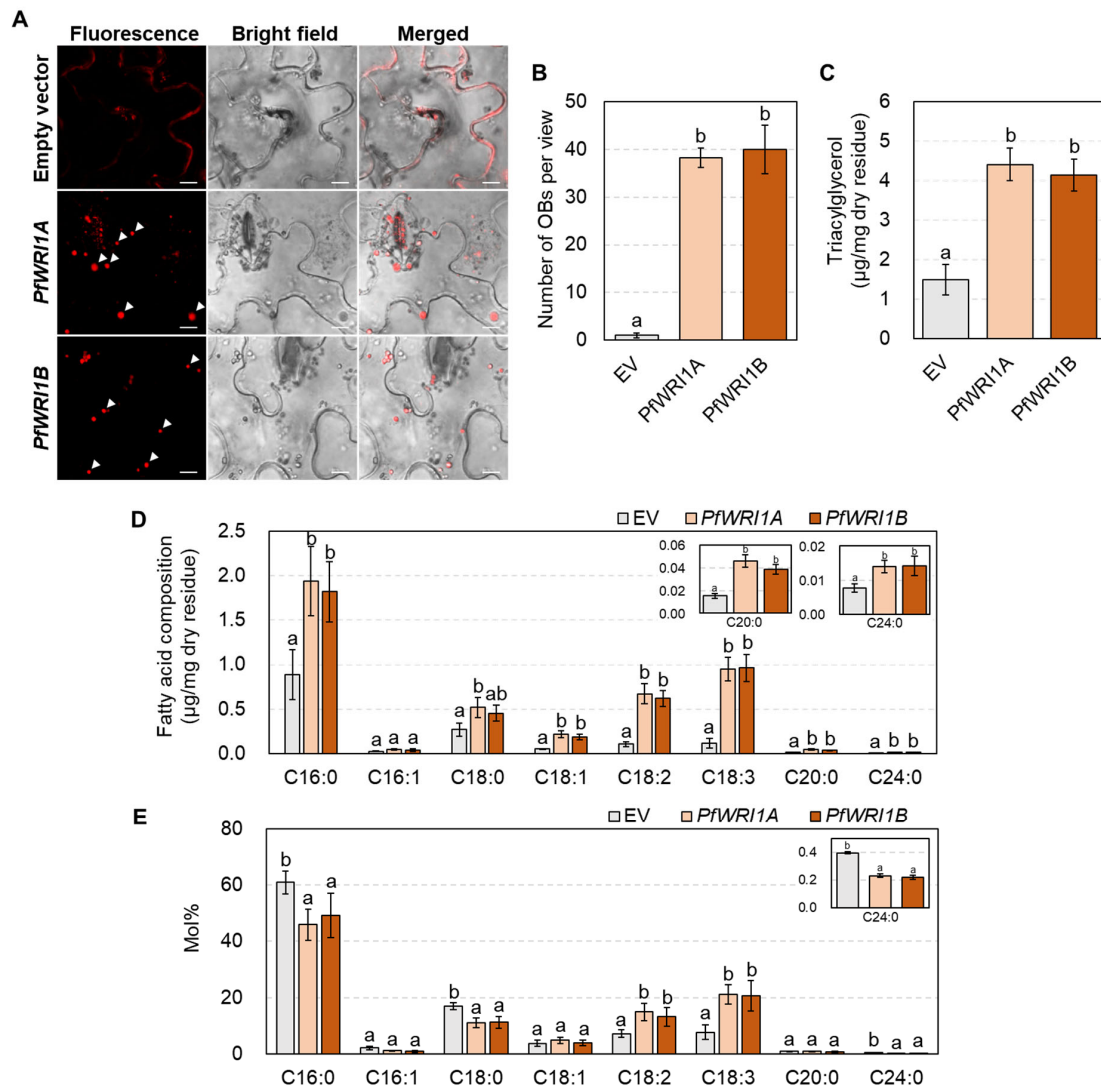 A
Fluorescence Bright field Merged
Empty vector
PfWRI1A
PfWRI1B
B
Number of OBs per view
50
40
30
20
10
0
a b b
EV PfWRI1A PfWRI1B
C
Triacylglycerol
(µg/mg dry residue)
6
5
4
3
2
1
0
a b b
EV PfWRI1A PfWRI1B
D
EV PfWRI1A PfWRI1B
Fatty acid composition
(µg/mg dry residue)
2.5
2.0
1.5
1.0
0.5
0.0
a b b a a a a b ab a b b a b b a b b a b b a b b
C16:0 C16:1 C18:0 C18:1 C18:2 C18:3 C20:0 C24:0
0.06
0.04
0.02
0.00
a b b
C20:0
0.02
0.01
0.00
a b b
C24:0
E
EV PfWRI1A PfWRI1B
Mol%
80
60
40
20
0
b a a a a a b a a a a a a b b a b b a a a b a a
C16:0 C16:1 C18:0 C18:1 C18:2 C18:3 C20:0 C24:0
0.4
0.2
0.0
b a a
C24:0